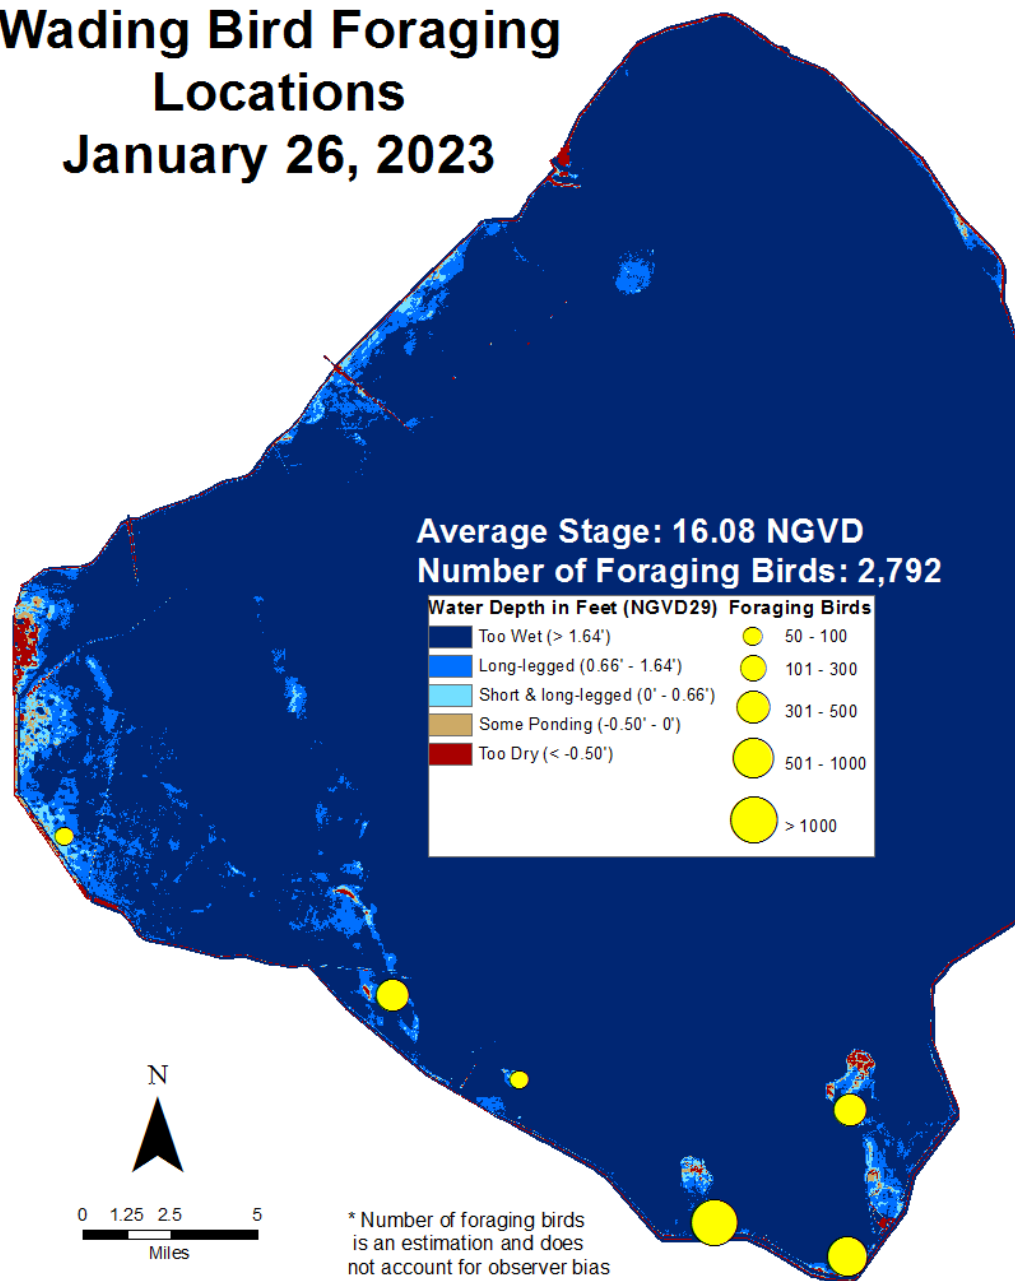 Wading Bird Foraging
Locations
January 26, 2023
Average Stage: 16.08 NGVD
Number of Foraging Birds: 2,792
Water Depth in Feet (NGVD29) Foraging Birds
Too Wet (> 1.64') 50 - 100
Long-legged (0.66' - 1.64') 101 - 300
Short & long-legged (0' - 0.66') 301 - 500
Some Ponding (-0.50' - 0')
Too Dry (< -0.50') 501 - 1000
> 1000
N
0 1.25 2.5 5
Miles
* Number of foraging birds
is an estimation and does
not account for observer bias